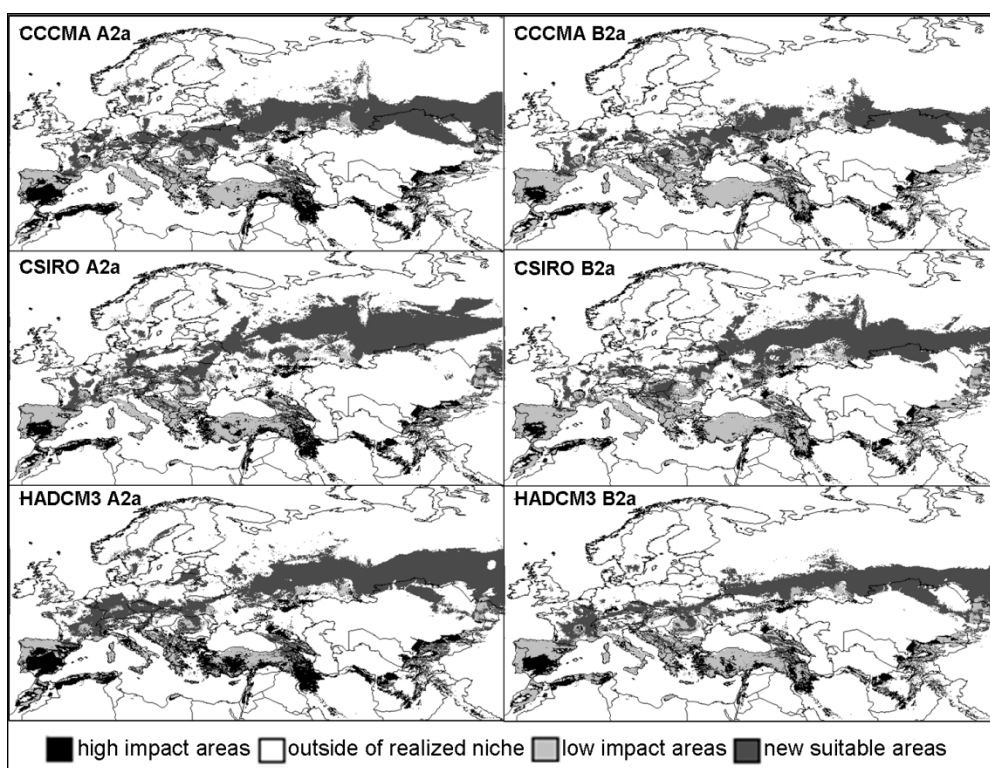 CCCMA A2a
CCCMA B2a
CSIRO A2a
CSIRO B2a
HADCM3 A2a
HADCM3 B2a
high impact areas outside of realized niche low impact areas new suitable areas